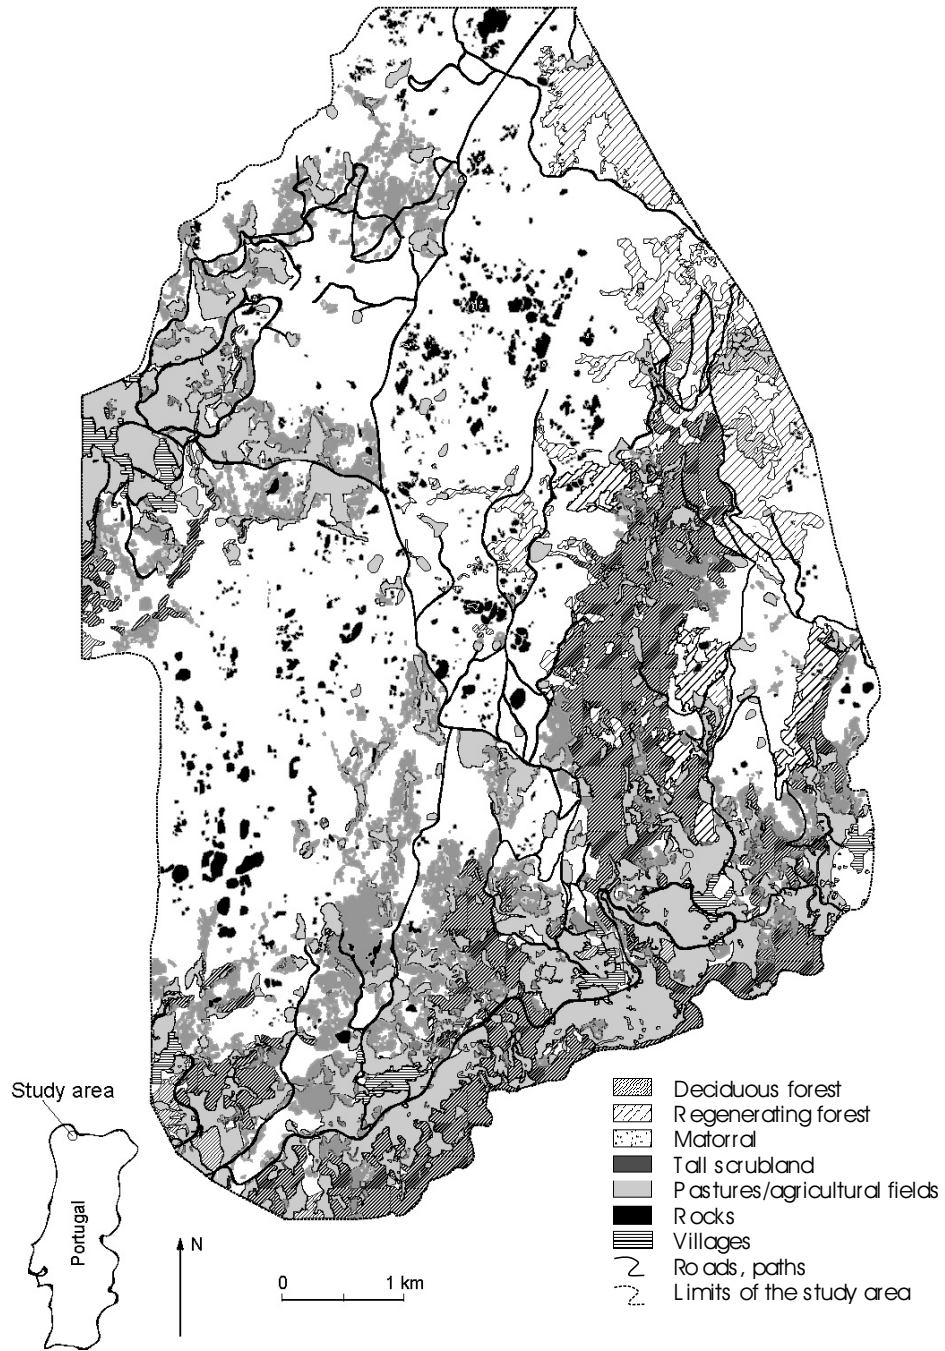 Study area
Portugal
N
0 1 km
Deciduous forest
Regenerating forest
Matorral
Tall scrubland
Pastures/agricultural fields
Rocks
Villages
Roads, paths
Limits of the study area